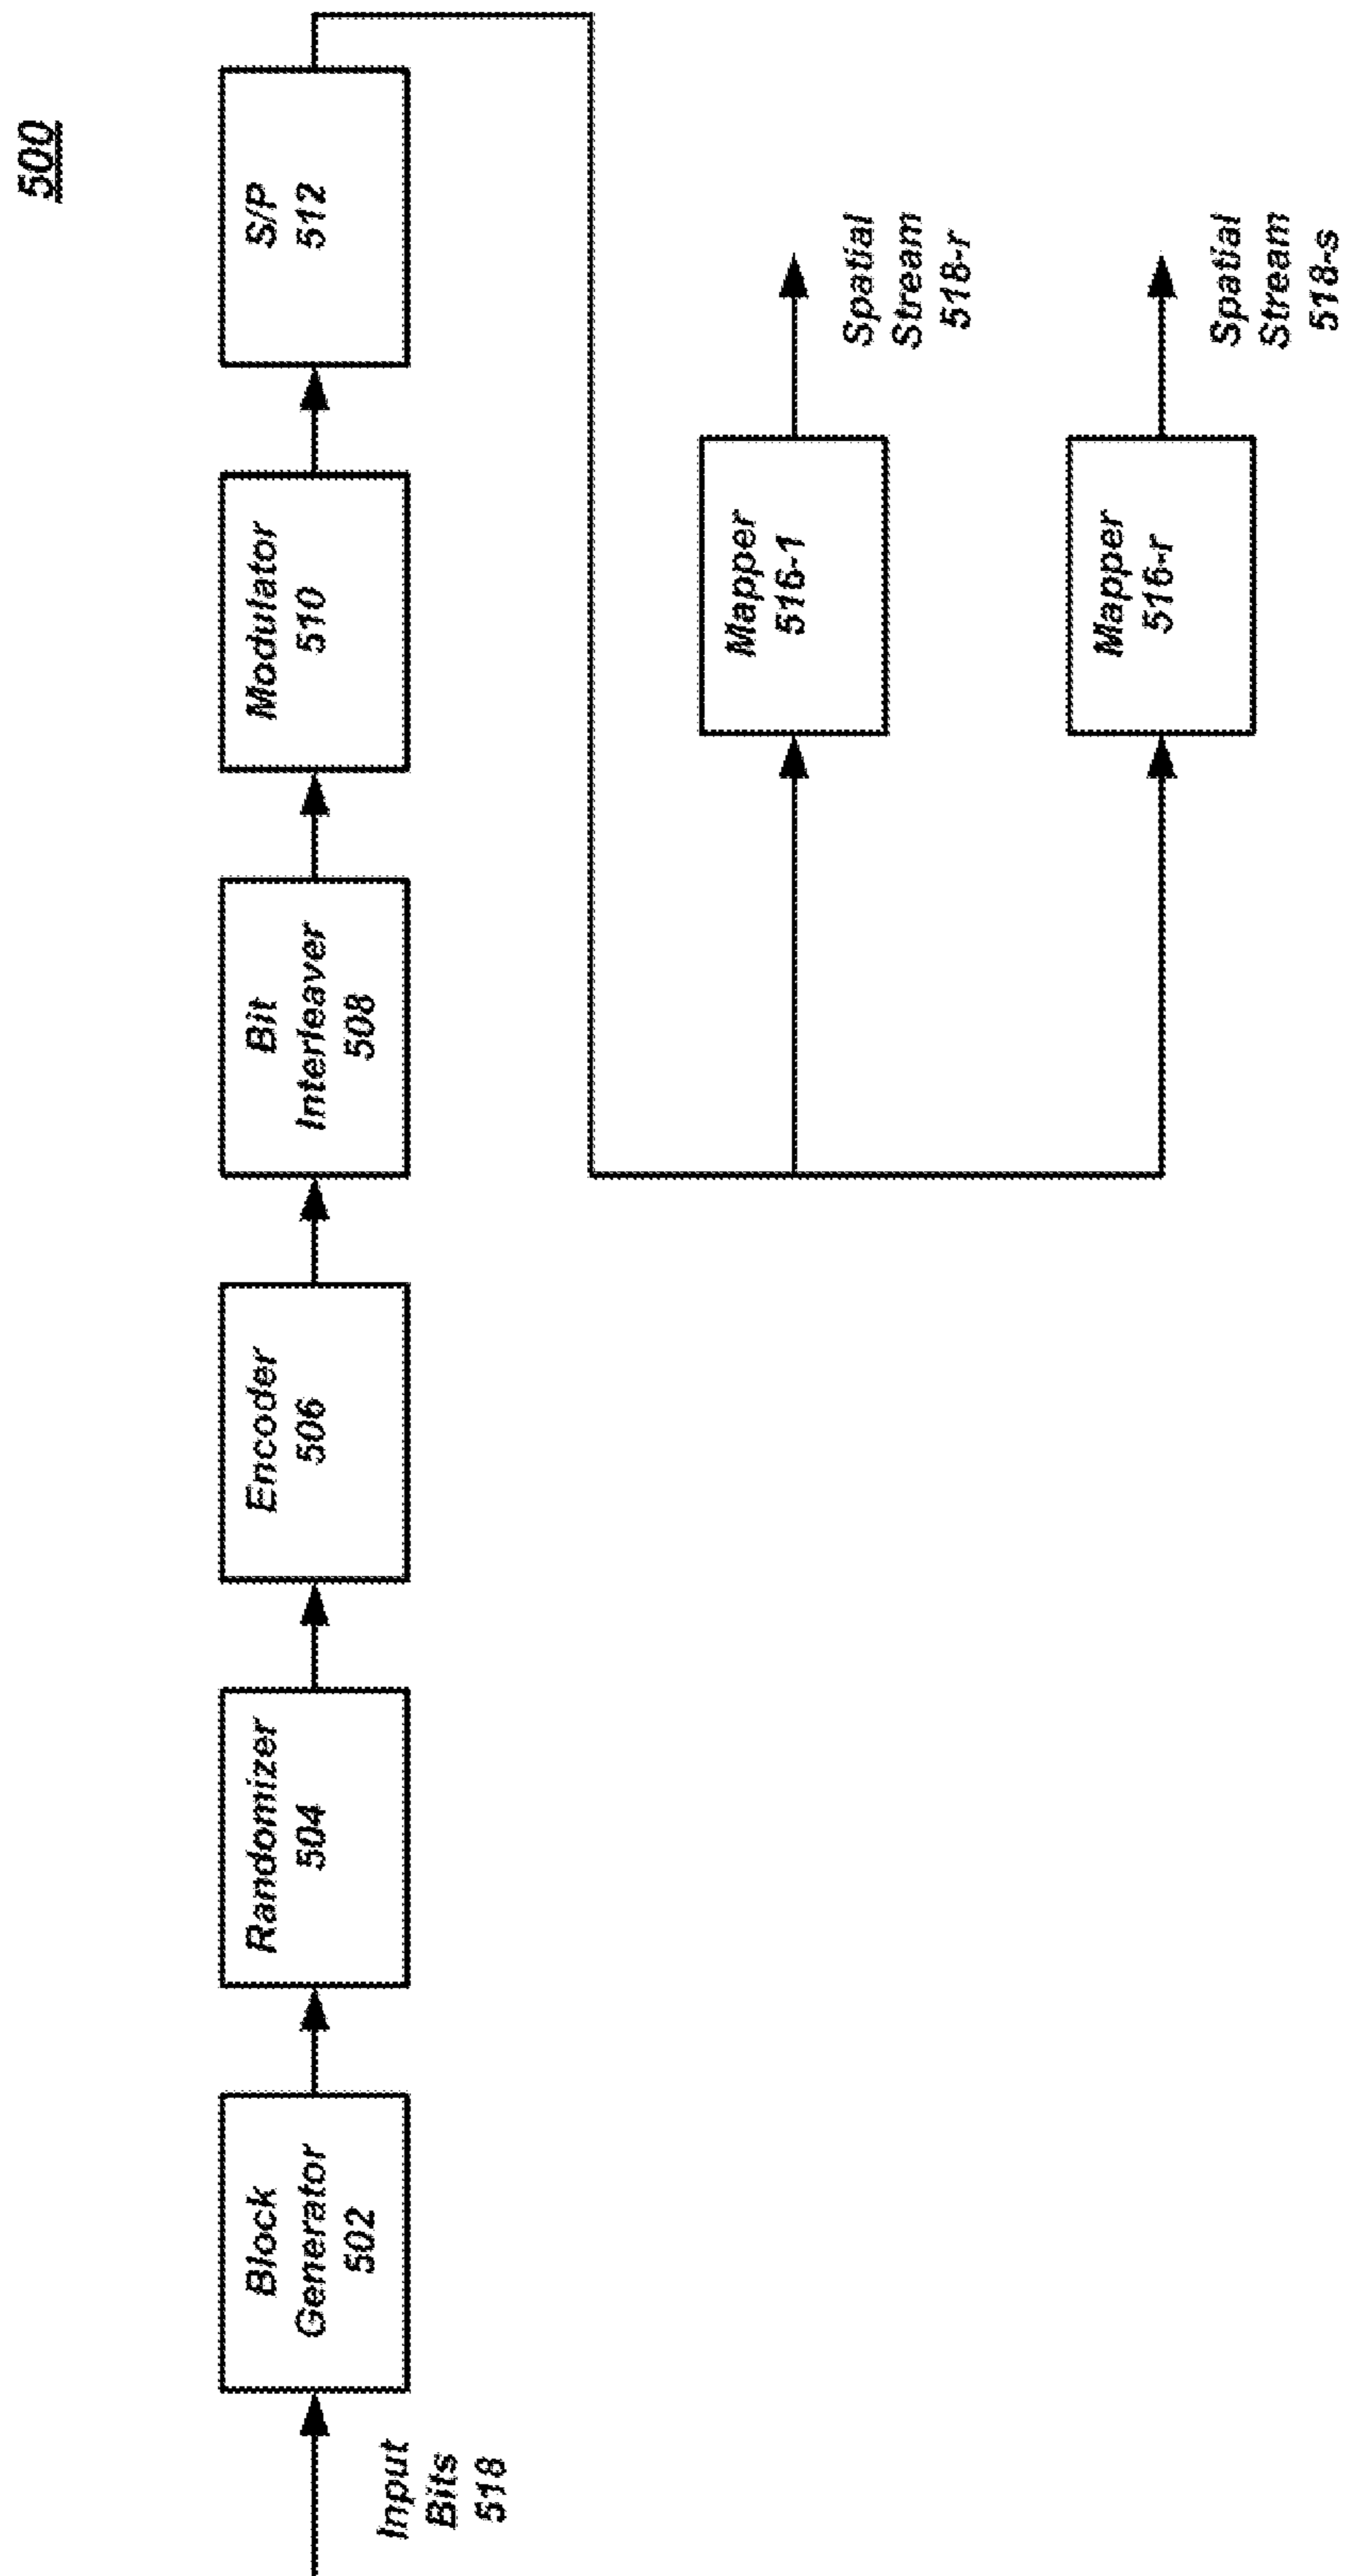 500
Block
Generator
502
Randomizer
504
Encoder
506
Bit
Interleaver
508
Modulator
510
S/P
512
Input
Bits
518
Mapper
516-1
Spatial
Stream
518-r
Mapper
516-r
Spatial
Stream
518-s